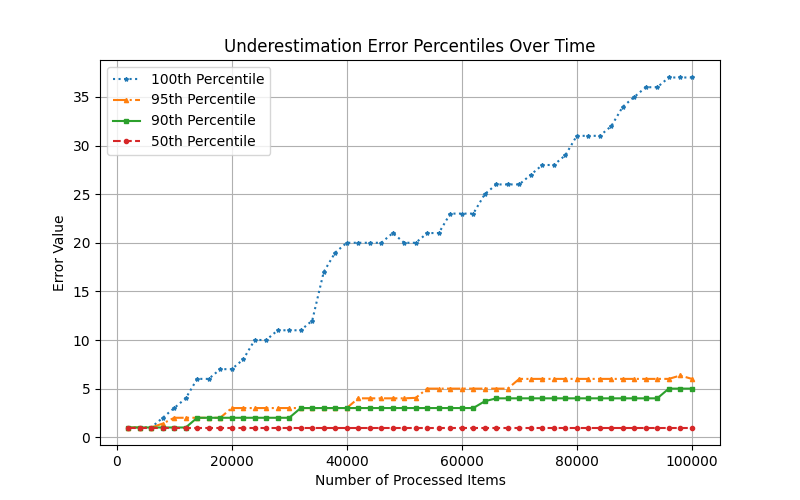 Underestimation Error Percentiles Over Time
100th Percentile
95th Percentile
90th Percentile
50th Percentile
Error Value
35
30
25
20
15
10
5
0
0 20000 40000 60000 80000 100000
Number of Processed Items